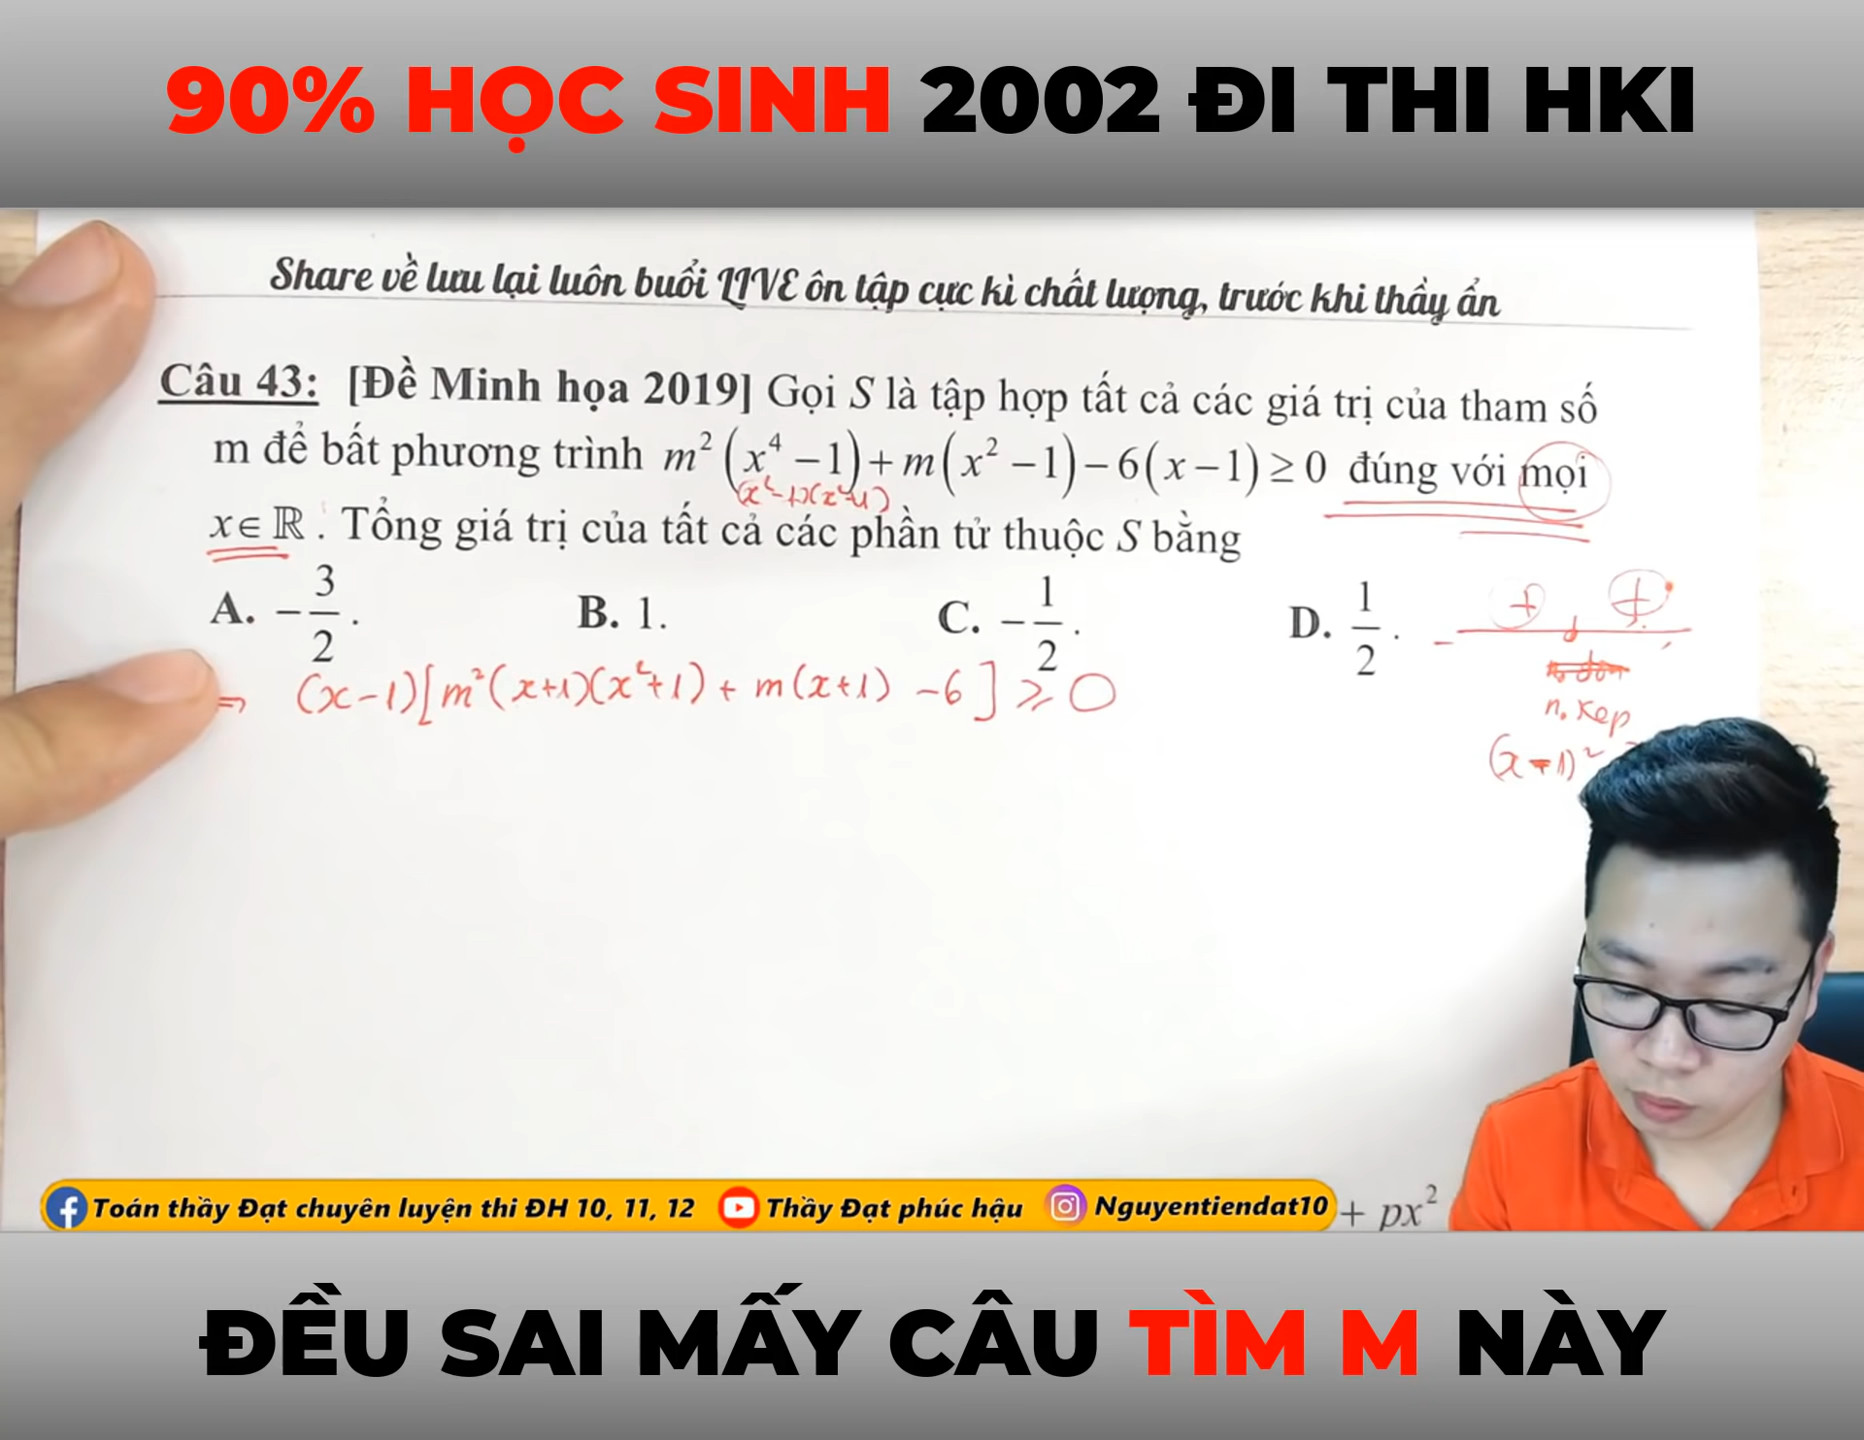 90% HỌC SINH 2002 ĐI THI HKI
Share về lưu lại luôn buổi LIVE ôn tập cực kì chất lượng, trước khi thầy ẩn
Câu 43: [Đề Minh họa 2019] Gọi S là tập hợp tất cả các giá trị của tham số
m để bất phương trình m² (x⁴ − 1) + m(x² − 1) − 6(x − 1) ≥ 0 đúng với mọi
x ∈ ℝ. Tổng giá trị của tất cả các phần tử thuộc S bằng
A. −3/2. B. 1. C. −1/2. D. 1/2.
− + 1 +
⇒ (x−1)[m²(x+1)(x²+1) + m(x+1) −6] ≥ 0
n. kép
Toán thầy Đạt chuyên luyện thi ĐH 10, 11, 12 Thầy Đạt phúc hậu Nguyentiendat10 + px²
ĐỀU SAI MẤY CÂU TÌM M NÀY